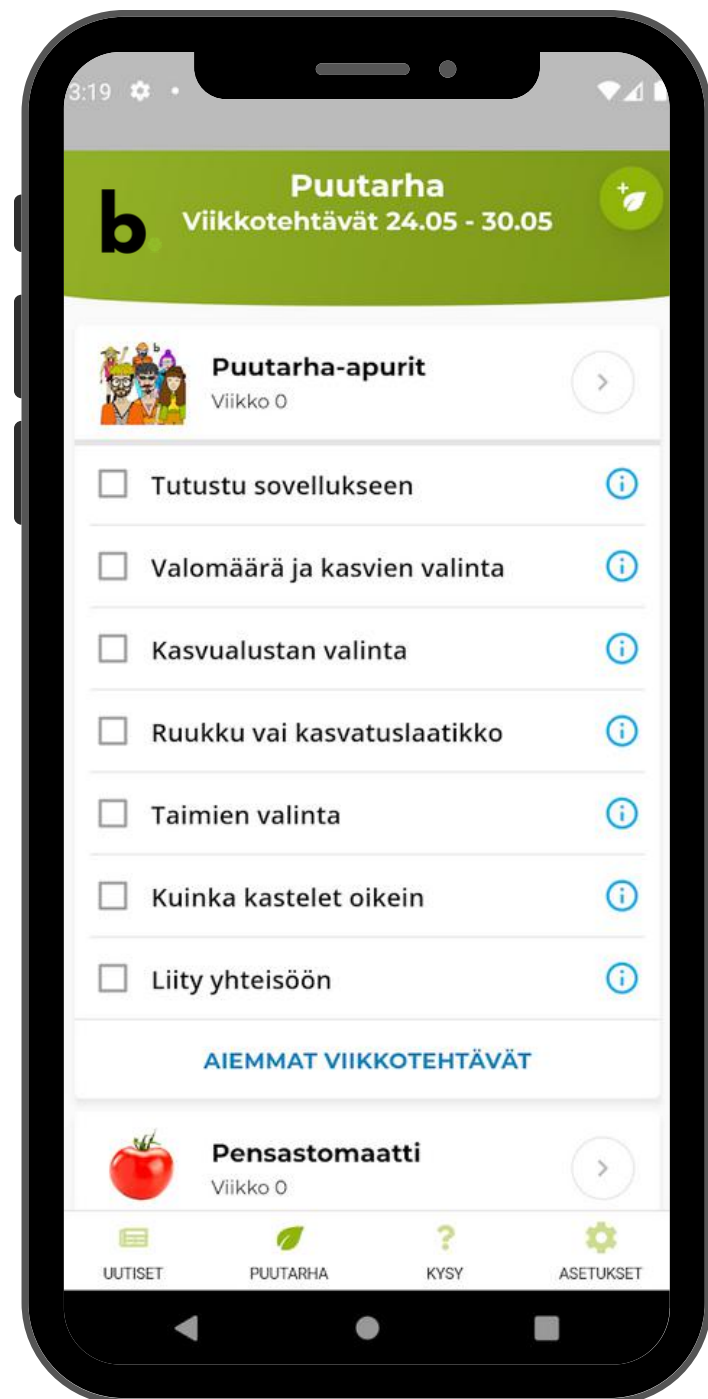 3:19
b.
Puutarha
Viikkotehtävät 24.05 - 30.05
b
Puutarha-apurit
Viikko 0
Tutustu sovellukseen
Valomäärä ja kasvien valinta
Kasvualustan valinta
Ruukku vai kasvatuslaatikko
Taimien valinta
Kuinka kastelet oikein
Liity yhteisöön
AIEMMAT VIIKKOTEHTÄVÄT
Pensastomaatti
Viikko 0
UUTISET
PUUTARHA
KYSY
ASETUKSET